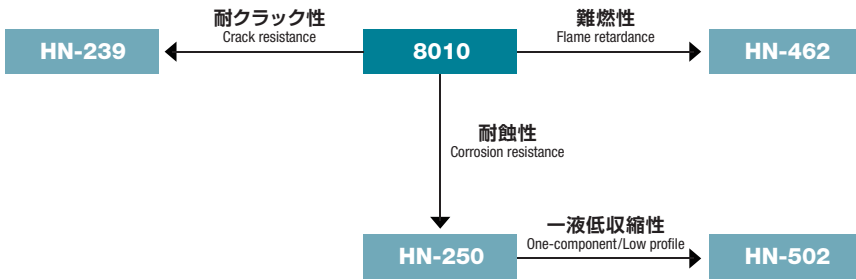 耐クラック性
Crack resistance
難燃性
Flame retardance
HN-239
8010
HN-462
耐蝕性
Corrosion resistance
一液低収縮性
One-component/Low profile
HN-250
HN-502